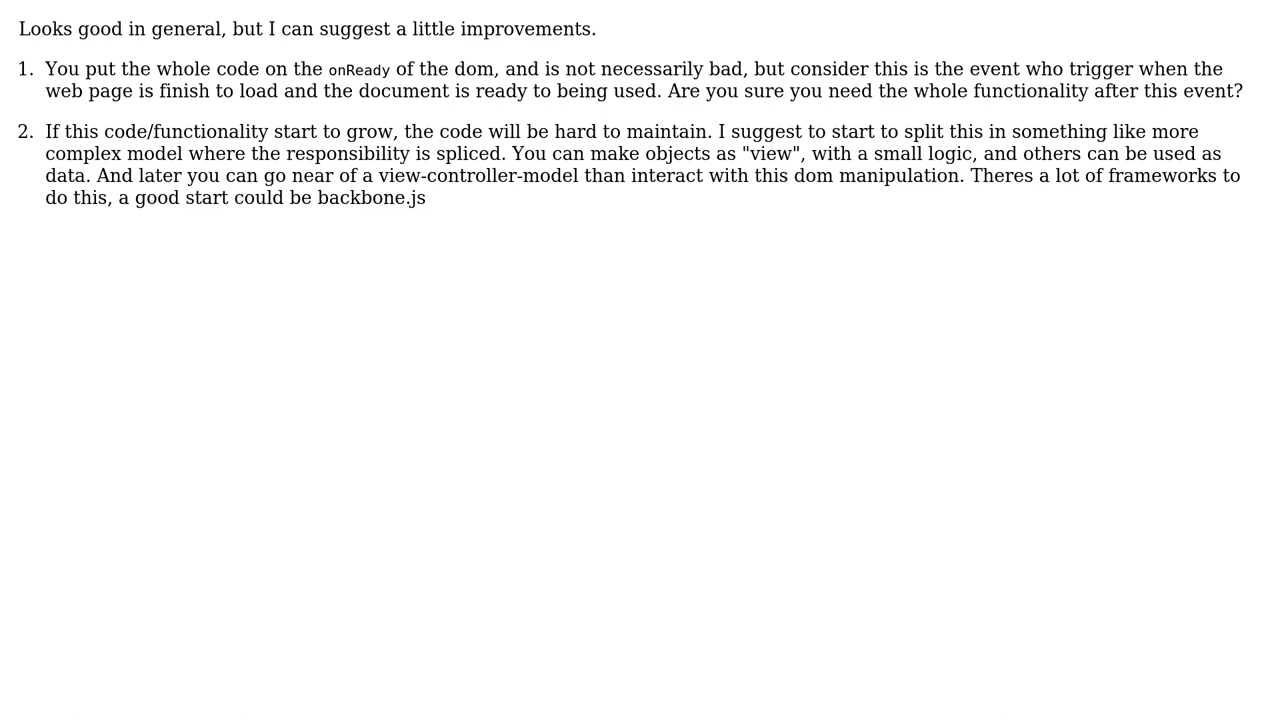 Looks good in general, but I can suggest a little improvements.
1. You put the whole code on the onReady of the dom, and is not necessarily bad, but consider this is the event who trigger when the
web page is finish to load and the document is ready to being used. Are you sure you need the whole functionality after this event?
2. If this code/functionality start to grow, the code will be hard to maintain. I suggest to start to split this in something like more
complex model where the responsibility is spliced. You can make objects as "view", with a small logic, and others can be used as
data. And later you can go near of a view-controller-model than interact with this dom manipulation. Theres a lot of frameworks to
do this, a good start could be backbone.js